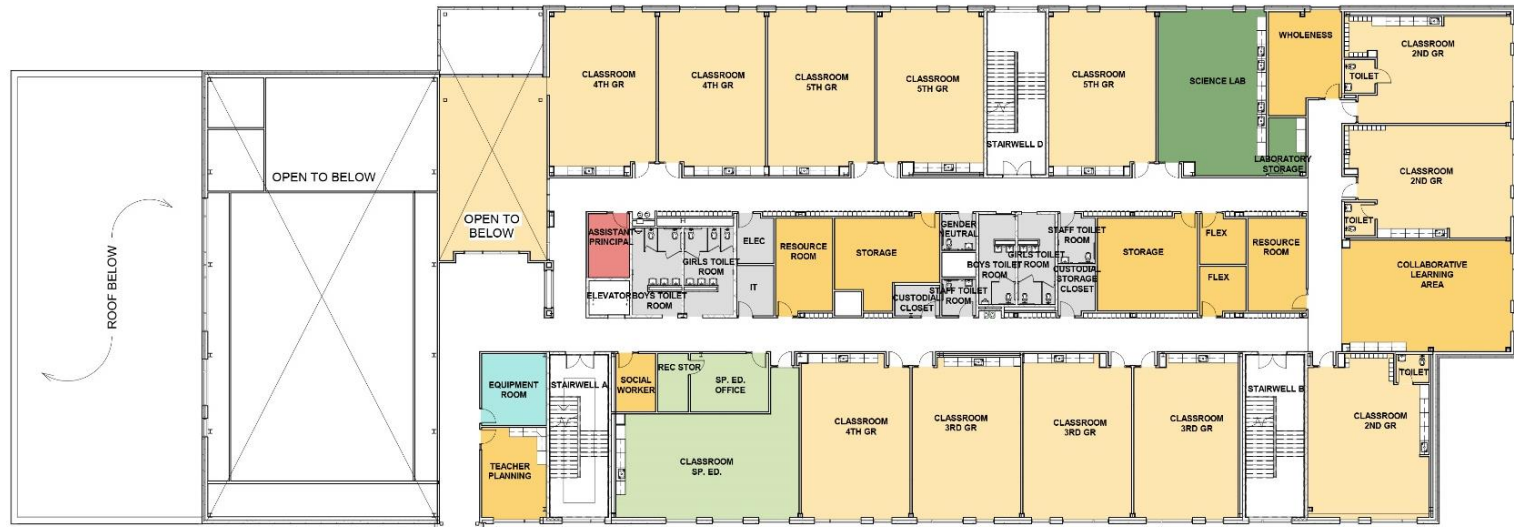 ROOF BELOW
OPEN TO BELOW
OPEN TO
BELOW
CLASSROOM
4TH GR
CLASSROOM
4TH GR
CLASSROOM
5TH GR
CLASSROOM
5TH GR
STAIRWELL D
CLASSROOM
5TH GR
SCIENCE LAB
LABORATORY
STORAGE
WHOLENESS
CLASSROOM
2ND GR
TOILET
CLASSROOM
2ND GR
TOILET
COLLABORATIVE
LEARNING
AREA
ASSISTANT
PRINCIPAL
ELEVATOR
BOYS TOILET
ROOM
GIRLS TOILET
ROOM
ELEC
IT
RESOURCE
ROOM
STORAGE
CUSTODIAL
CLOSET
GENDER
NEUTRAL
STAFF TOILET
ROOM
BOYS TOILET
ROOM
GIRLS TOILET
ROOM
STAFF TOILET
ROOM
CUSTODIAL
STORAGE
CLOSET
STORAGE
FLEX
FLEX
RESOURCE
ROOM
EQUIPMENT
ROOM
TEACHER
PLANNING
STAIRWELL A
SOCIAL
WORKER
REC STOR
SP. ED.
OFFICE
CLASSROOM
SP. ED.
CLASSROOM
4TH GR
CLASSROOM
3RD GR
CLASSROOM
3RD GR
CLASSROOM
3RD GR
STAIRWELL B
CLASSROOM
2ND GR
TOILET